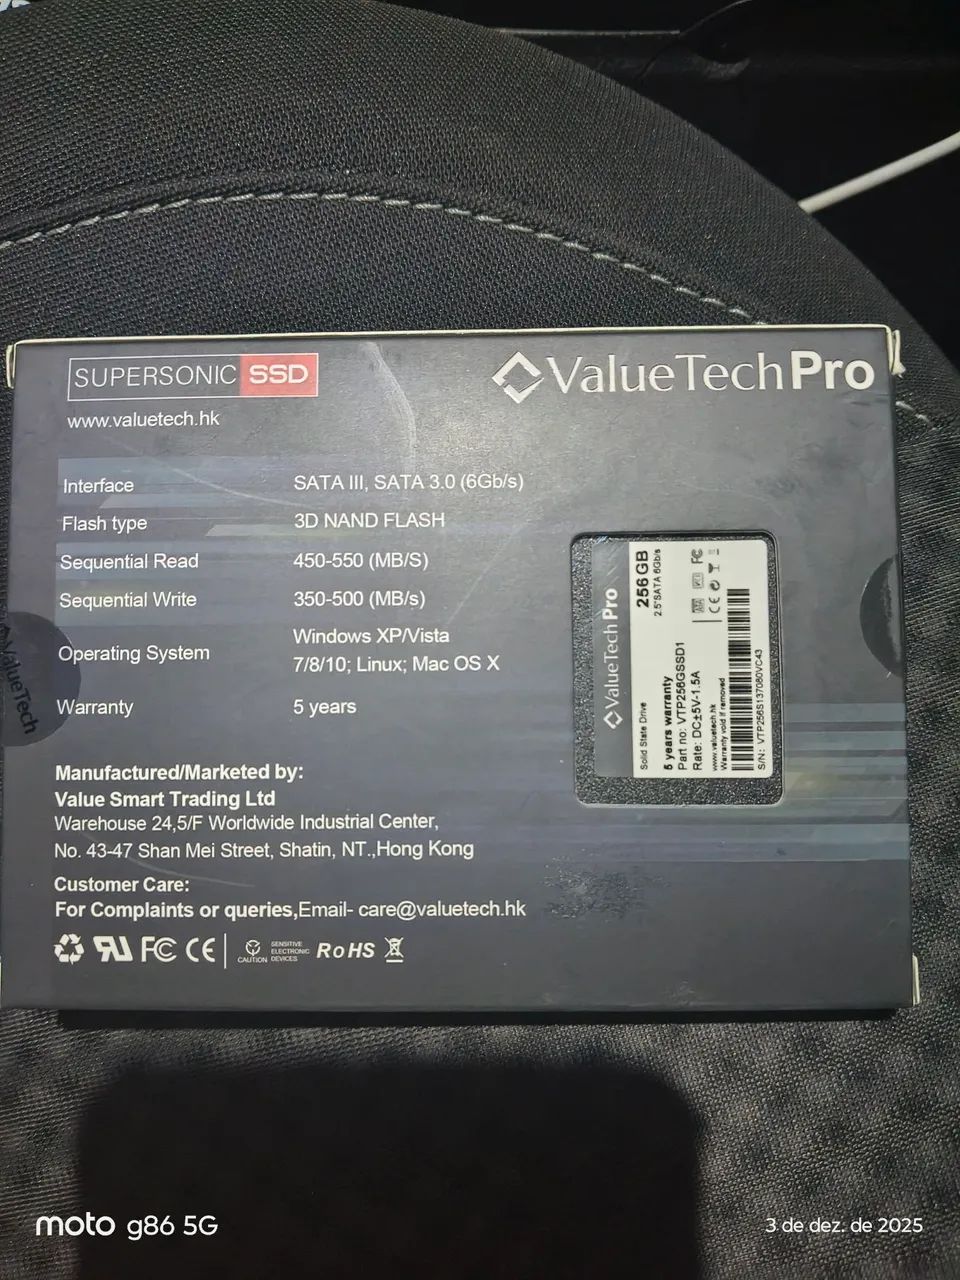 SUPERSONIC SSD
ValueTechPro
www.valuetech.hk
Interface SATA III, SATA 3.0 (6Gb/s)
Flash type 3D NAND FLASH
Sequential Read 450-550 (MB/S)
Sequential Write 350-500 (MB/s)
Operating System Windows XP/Vista
7/8/10; Linux; Mac OS X
Warranty 5 years
Manufactured/Marketed by:
Value Smart Trading Ltd
Warehouse 24,5/F Worldwide Industrial Center,
No. 43-47 Shan Mei Street, Shatin, NT.,Hong Kong
Customer Care:
For Complaints or queries,Email- care@valuetech.hk
FC CE CAUTION SENSITIVE
ELECTRONIC
DEVICES
RoHS
ValueTech
ValueTech Pro
Solid State Drive
256 GB
2.5"SATA 6Gb/s
5 years warranty
Part no: VTP256GSSD1
Rate: DC±5V-1.5A
www.valuetech.hk
Warranty void if removed
S/N: VTP256S137080VC43
FC
CE
moto g86 5G
3 de dez. de 2025